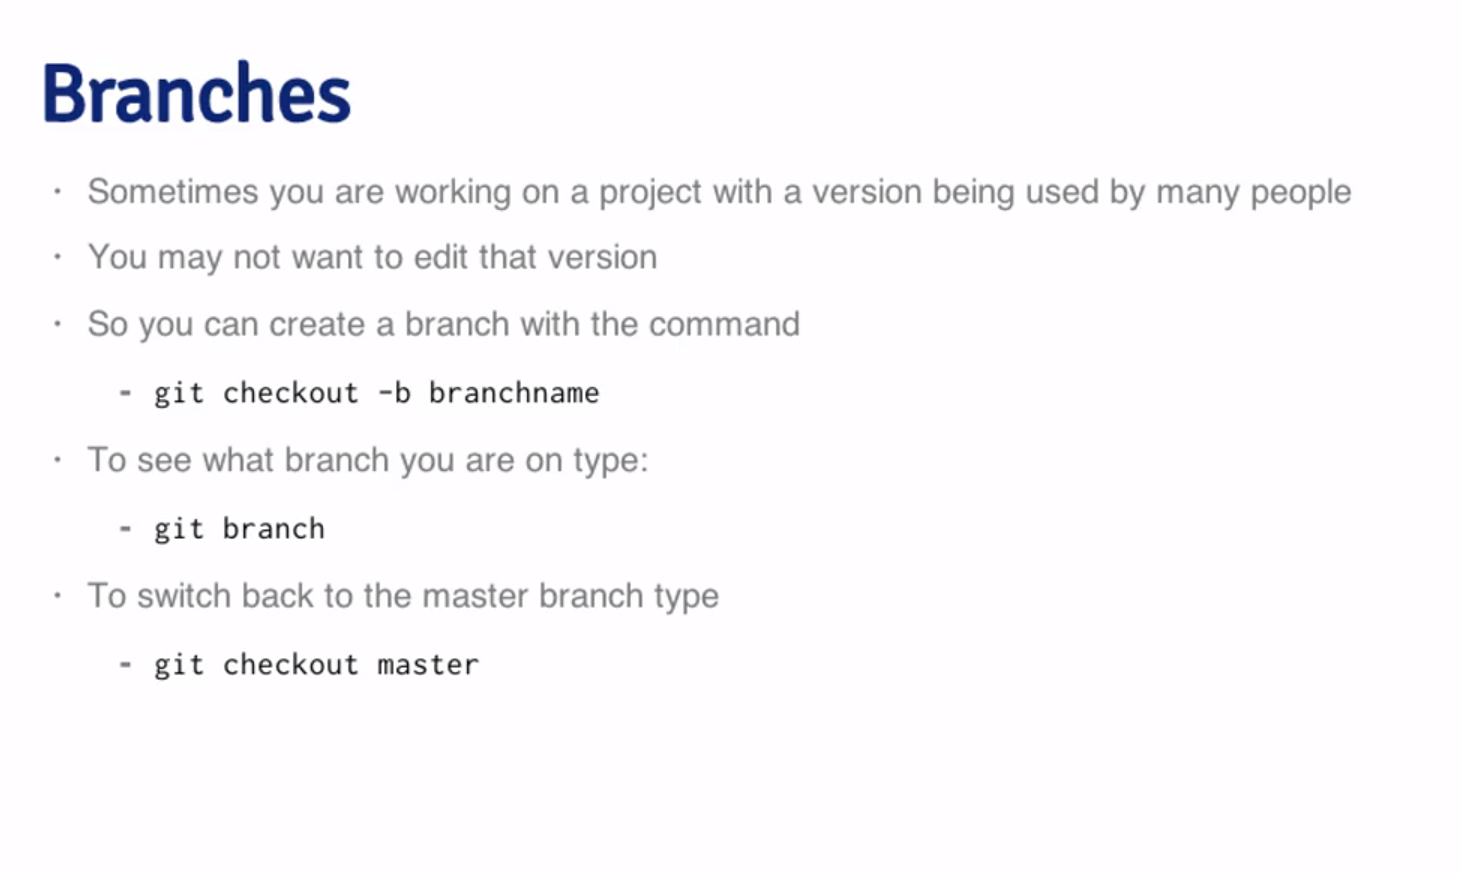 Branches
· Sometimes you are working on a project with a version being used by many people
· You may not want to edit that version
· So you can create a branch with the command
- git checkout -b branchname
· To see what branch you are on type:
- git branch
· To switch back to the master branch type
- git checkout master